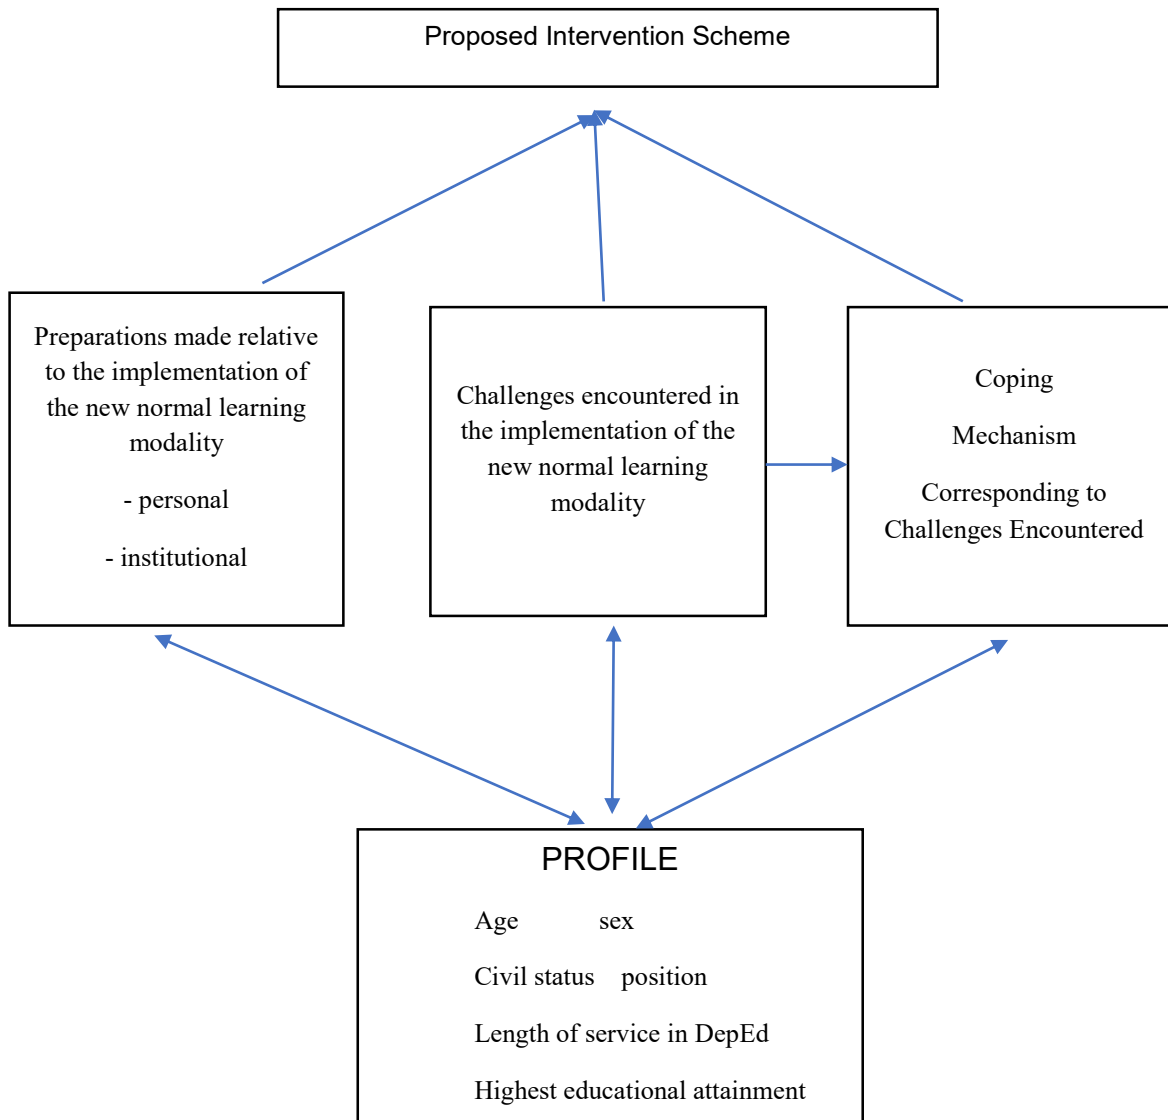 Proposed Intervention Scheme
Preparations made relative
to the implementation of
the new normal learning
modality
- personal
- institutional
Challenges encountered in
the implementation of the
new normal learning
modality
Coping
Mechanism
Corresponding to
Challenges Encountered
PROFILE
Age sex
Civil status position
Length of service in DepEd
Highest educational attainment